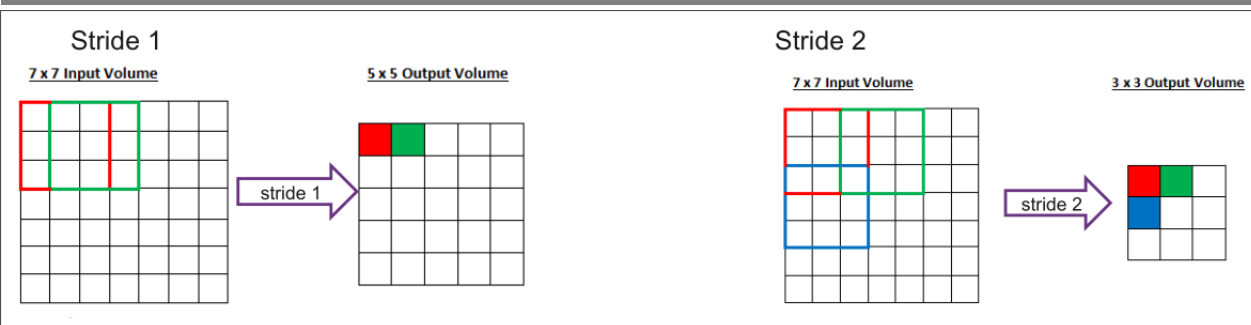 Stride 1
7 x 7 Input Volume
5 x 5 Output Volume
stride 1
Stride 2
7 x 7 Input Volume
3 x 3 Output Volume
stride 2